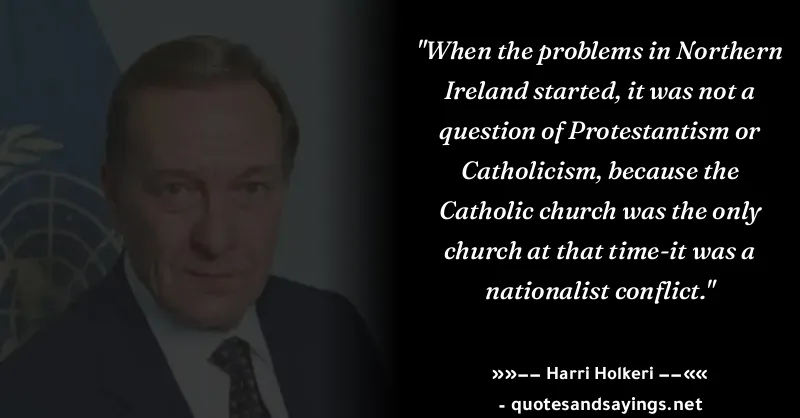 "When the problems in Northern
Ireland started, it was not a
question of Protestantism or
Catholicism, because the
Catholic church was the only
church at that time-it was a
nationalist conflict."
»»−− Harri Holkeri −−««
- quotesandsayings.net